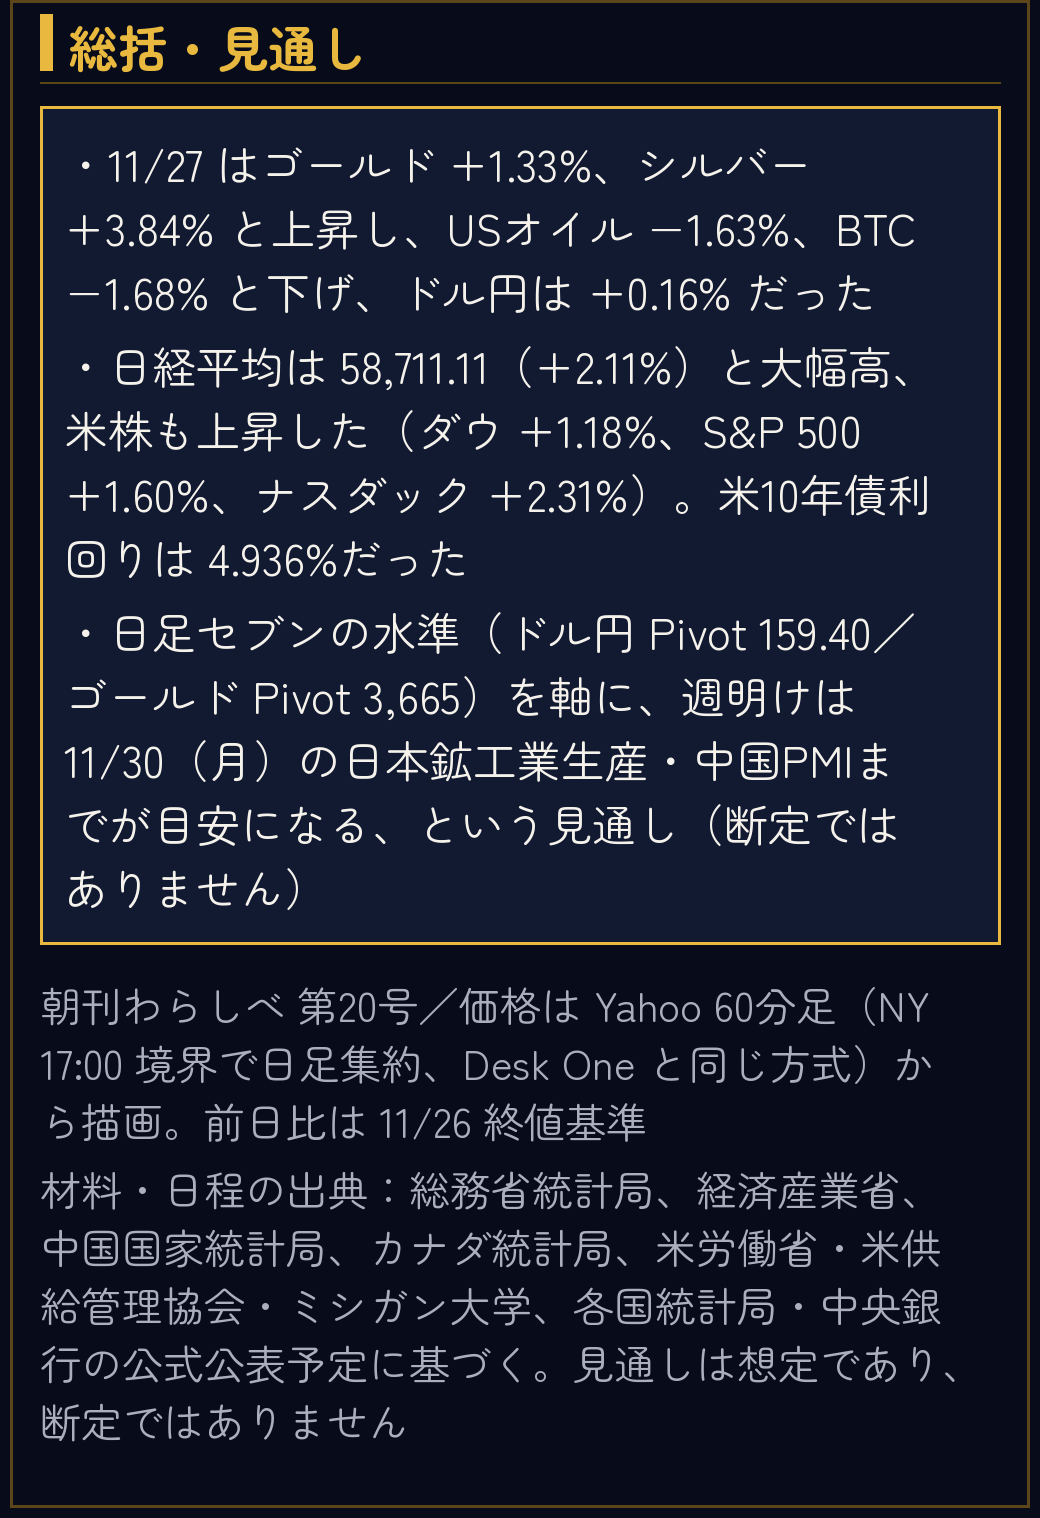 総括・見通し
・11/27 はゴールド +1.33%、シルバー
+3.84% と上昇し、USオイル −1.63%、BTC
−1.68% と下げ、ドル円は +0.16% だった
・日経平均は 58,711.11（+2.11%）と大幅高、
米株も上昇した（ダウ +1.18%、S&P 500
+1.60%、ナスダック +2.31%）。米10年債利
回りは 4.936%だった
・日足セブンの水準（ドル円 Pivot 159.40／
ゴールド Pivot 3,665）を軸に、週明けは
11/30（月）の日本鉱工業生産・中国PMIま
でが目安になる、という見通し（断定では
ありません）
朝刊わらしべ 第20号／価格は Yahoo 60分足（NY
17:00 境界で日足集約、Desk One と同じ方式）か
ら描画。前日比は 11/26 終値基準
材料・日程の出典：総務省統計局、経済産業省、
中国国家統計局、カナダ統計局、米労働省・米供
給管理協会・ミシガン大学、各国統計局・中央銀
行の公式公表予定に基づく。見通しは想定であり、
断定ではありません